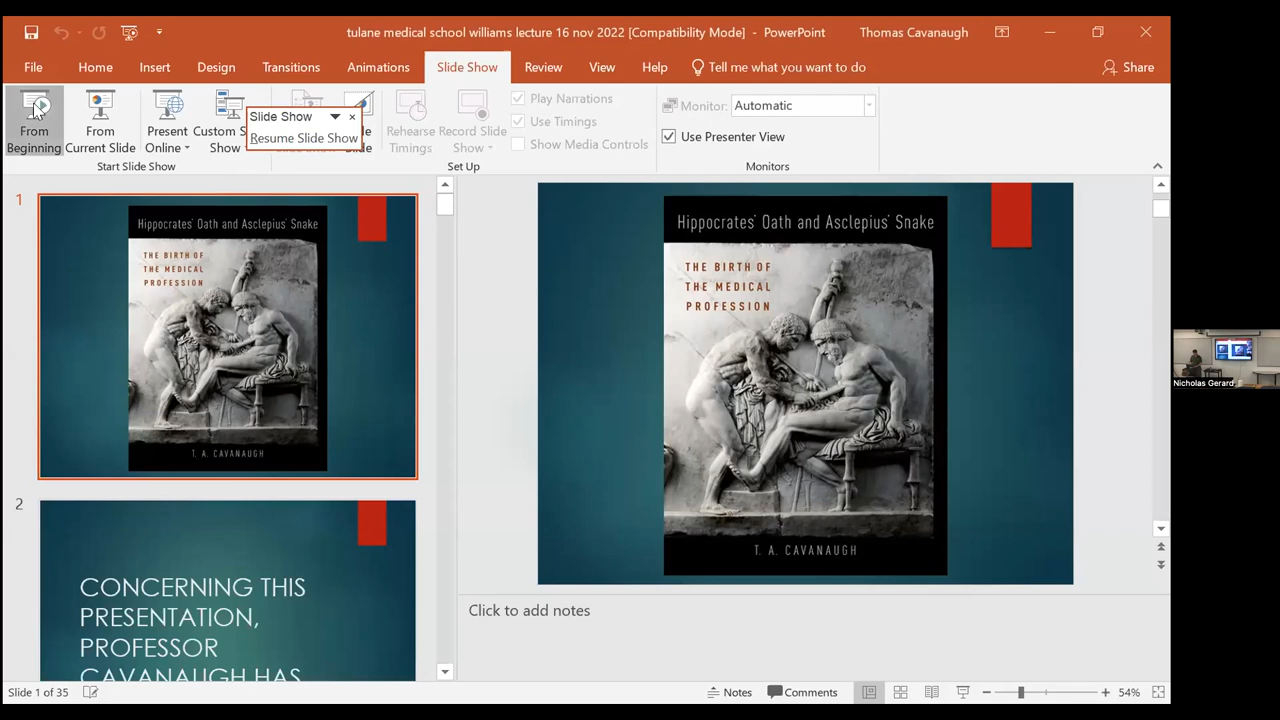 tulane medical school williams lecture 16 nov 2022 [Compatibility Mode] - PowerPoint
Thomas Cavanaugh
File
Home
Insert
Design
Transitions
Animations
Slide Show
Review
View
Help
Tell me what you want to do
Share
From
Beginning
From
Current Slide
Present
Online
Custom S
Show
Slide Show
Resume Slide Show
Rehearse
Timings
Record Slide
Show
Play Narrations
Use Timings
Show Media Controls
Monitor:
Automatic
Use Presenter View
Start Slide Show
Set Up
Monitors
1
Hippocrates' Oath and Asclepius' Snake
THE BIRTH OF
THE MEDICAL
PROFESSION
T. A. CAVANAUGH
2
CONCERNING THIS
PRESENTATION,
PROFESSOR
CAVANAUGH HAS
Hippocrates' Oath and Asclepius' Snake
THE BIRTH OF
THE MEDICAL
PROFESSION
T. A. CAVANAUGH
Click to add notes
Nicholas Gerard
Slide 1 of 35
Notes
Comments
54%